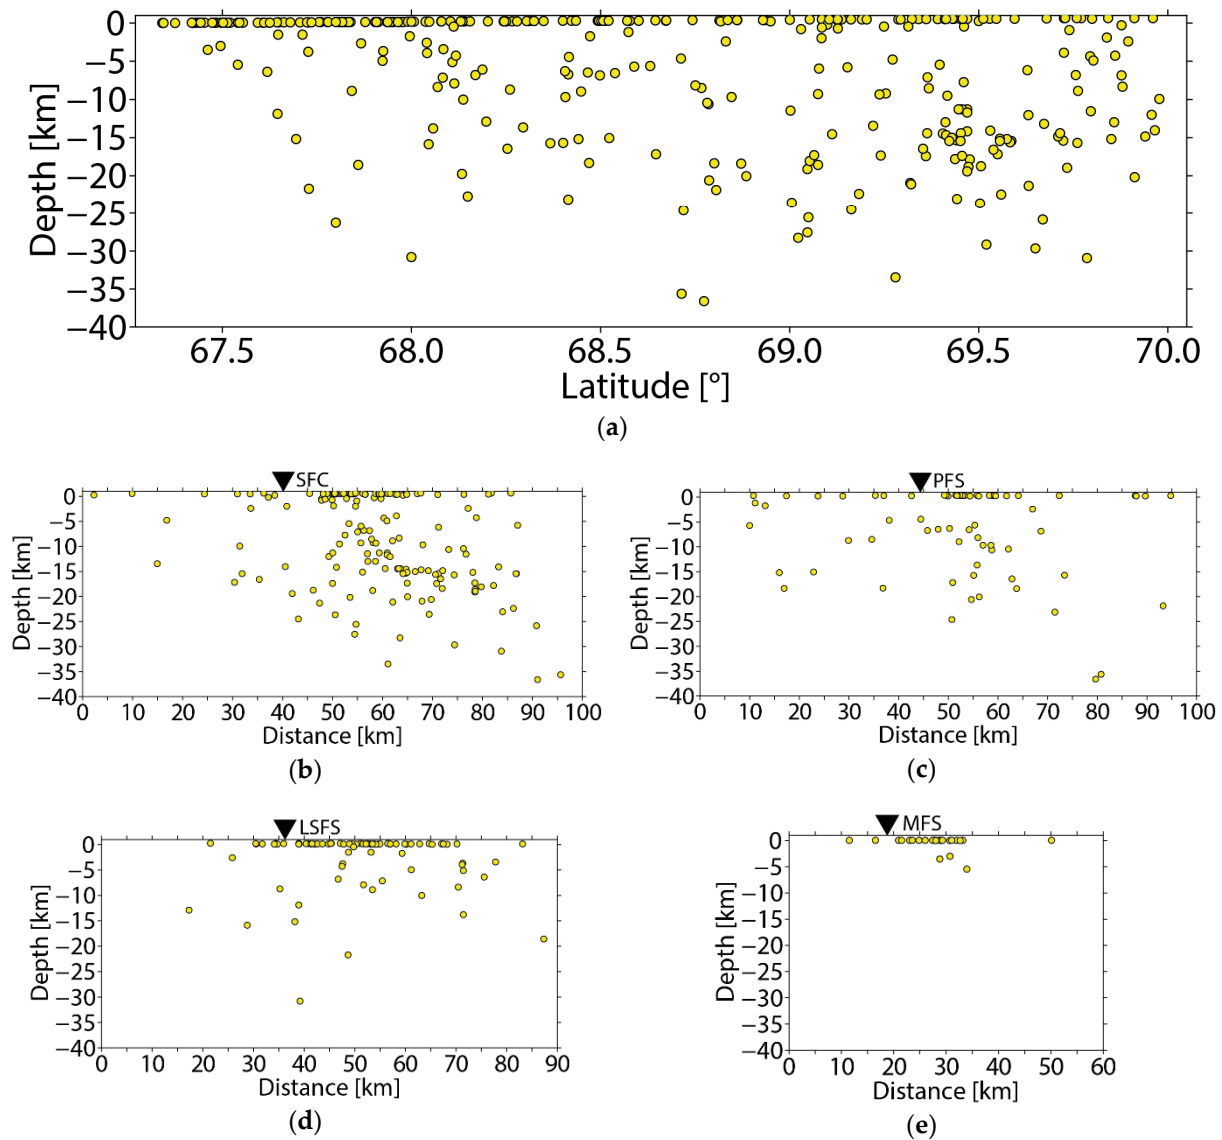 0
−5
−10
−15
−20
−25
−30
−35
−40
Depth [km]
67.5 68.0 68.5 69.0 69.5 70.0
Latitude [°]
(a)
SFC
0
−5
−10
−15
−20
−25
−30
−35
−40
Depth [km]
0 10 20 30 40 50 60 70 80 90 100
Distance [km]
(b)
PFS
0
−5
−10
−15
−20
−25
−30
−35
−40
Depth [km]
0 10 20 30 40 50 60 70 80 90 100
Distance [km]
(c)
LSFS
0
−5
−10
−15
−20
−25
−30
−35
−40
Depth [km]
0 10 20 30 40 50 60 70 80 90
Distance [km]
(d)
MFS
0
−5
−10
−15
−20
−25
−30
−35
−40
Depth [km]
0 10 20 30 40 50 60
Distance [km]
(e)